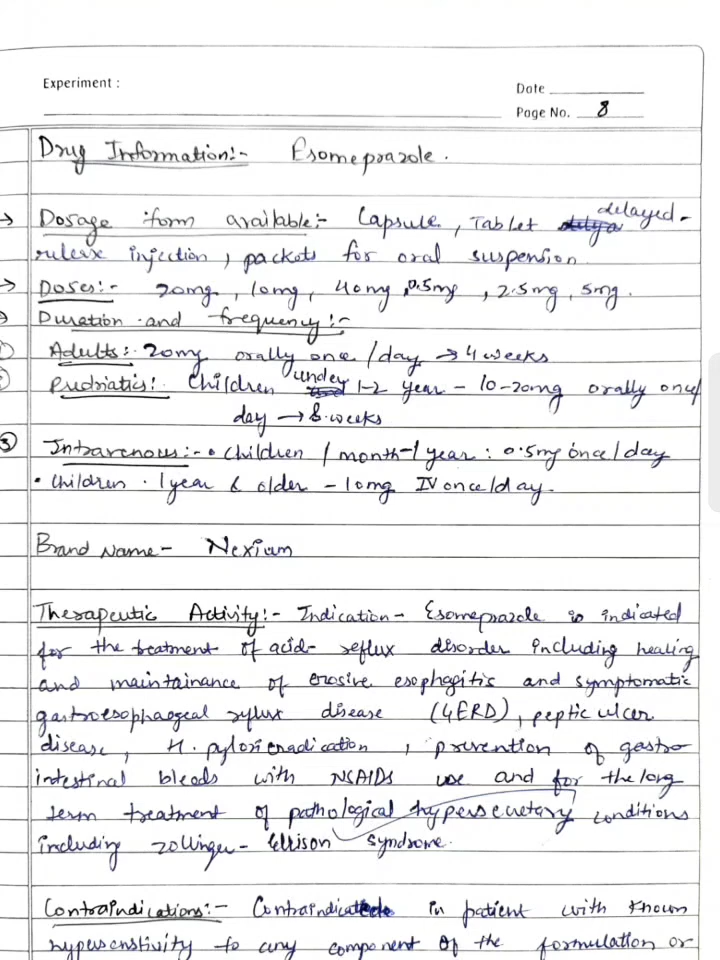 Experiment :
Date
Page No. 8
Drug Information:- Esomeprazole.
→ Dosage form available:- Capsule, Tablet delayed-
release injection, packets for oral suspension
→ Doses:- 20mg, 10mg, 40mg, 0.5mg, 2.5mg, 5mg.
Duration and frequency:-
Adults:- 20mg orally once/day → 4 weeks
Pedriatics:- Children under 1-2 year - 10-20mg orally once/
day → 8 weeks
③ Intravenous:- • Children 1 month-1 year : 0.5mg once/day
• Children 1 year & older - 10mg IV once/day.
Brand Name - Nexium
Therapeutic Activity:- Indication - Esomeprazole is indicated
for the treatment of acid- reflux disorder including healing
and maintainance of erosive esophagitis and symptomatic
gastroesophaogeal reflux disease (GERD), peptic ulcer
disease, H. pylori eradication, prevention of gastro
intestinal bleeds with NSAIDs use and for the long
term treatment of pathological hypersecretary conditions
including zollinger- Ellison syndrome.
Contraindications:- Contraindicated in patient with known
hypersenstivity to any component of the formulation or